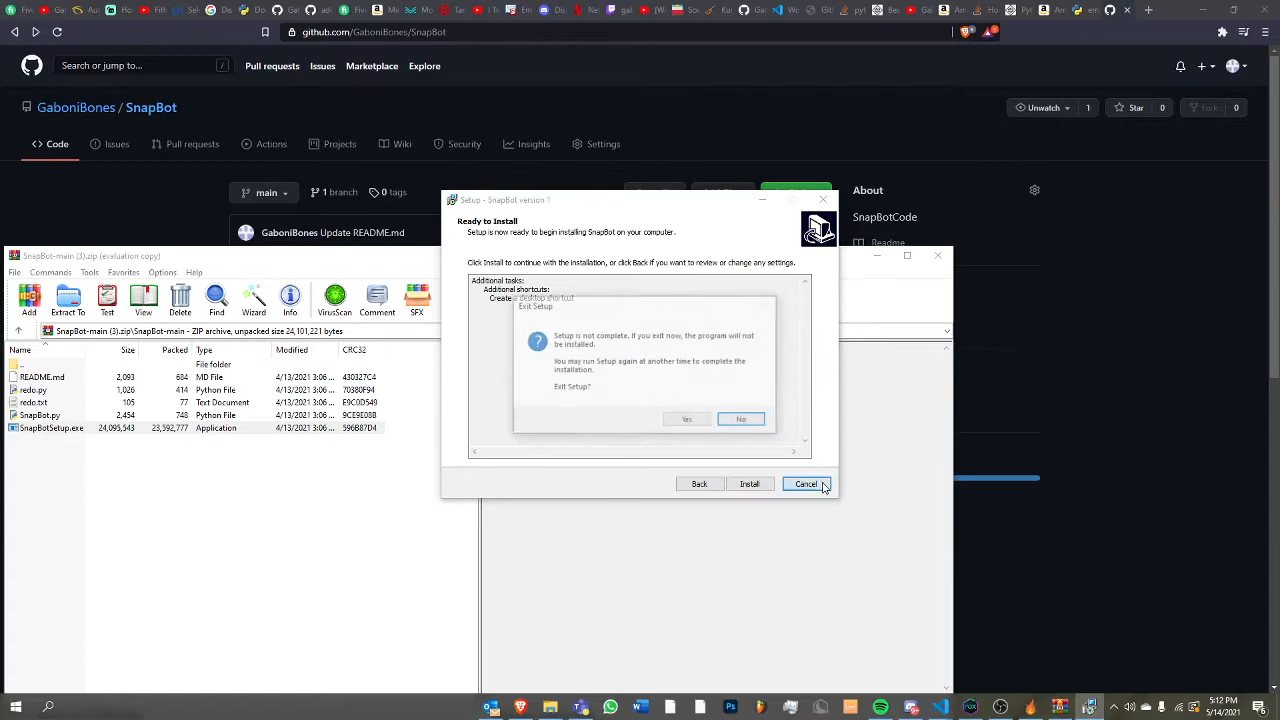 github.com/GaboniBones/SnapBot
Search or jump to...
/
Pull requests
Issues
Marketplace
Explore
GaboniBones / SnapBot
Unwatch
1
Star
0
Fork
0
Code
Issues
Pull requests
Actions
Projects
Wiki
Security
Insights
Settings
main
1 branch
0 tags
About
SnapBotCode
Readme
GaboniBones Update README.md
Setup - SnapBot version 1
Ready to Install
Setup is now ready to begin installing SnapBot on your computer.
Click Install to continue with the installation, or click Back if you want to review or change any settings.
Additional tasks:
Additional shortcuts:
Create a desktop shortcut
Exit Setup
Setup is not complete. If you exit now, the program will not
be installed.
You may run Setup again at another time to complete the
installation.
Exit Setup?
Yes
No
Back
Install
Cancel
SnapBot-main (3).zip (evaluation copy)
File Commands Tools Favorites Options Help
Add Extract To Test View Delete Find Wizard Info VirusScan Comment SFX
SnapBot-main (3).zip\SnapBot-main - ZIP archive, unpacked size 24,101,221 bytes
Name Size Packed Type Modified CRC32
.. File folder
README.md 2,093 684 MD File 4/13/2021 3:06 ... 430327C4
redo.py 1,026 414 Python File 4/13/2021 3:06 ... 70380F94
redo.txt 105 77 Text Document 4/13/2021 3:06 ... E9C0D549
SnapBot.py 2,454 748 Python File 4/13/2021 3:06 ... 9CE9E08B
SnapBotSetup.exe 24,095,543 23,592,777 Application 4/13/2021 3:06 ... 596B87D4
5:12 PM
5/14/2021